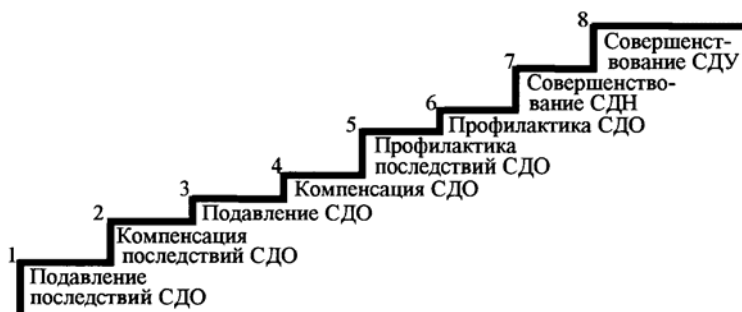 8
Совершенст-
вование СДУ
7
Совершенство-
вание СДН
6
Профилактика СДО
5
Профилактика
последствий СДО
4
Компенсация СДО
3
Подавление СДО
2
Компенсация
последствий СДО
1
Подавление
последствий СДО